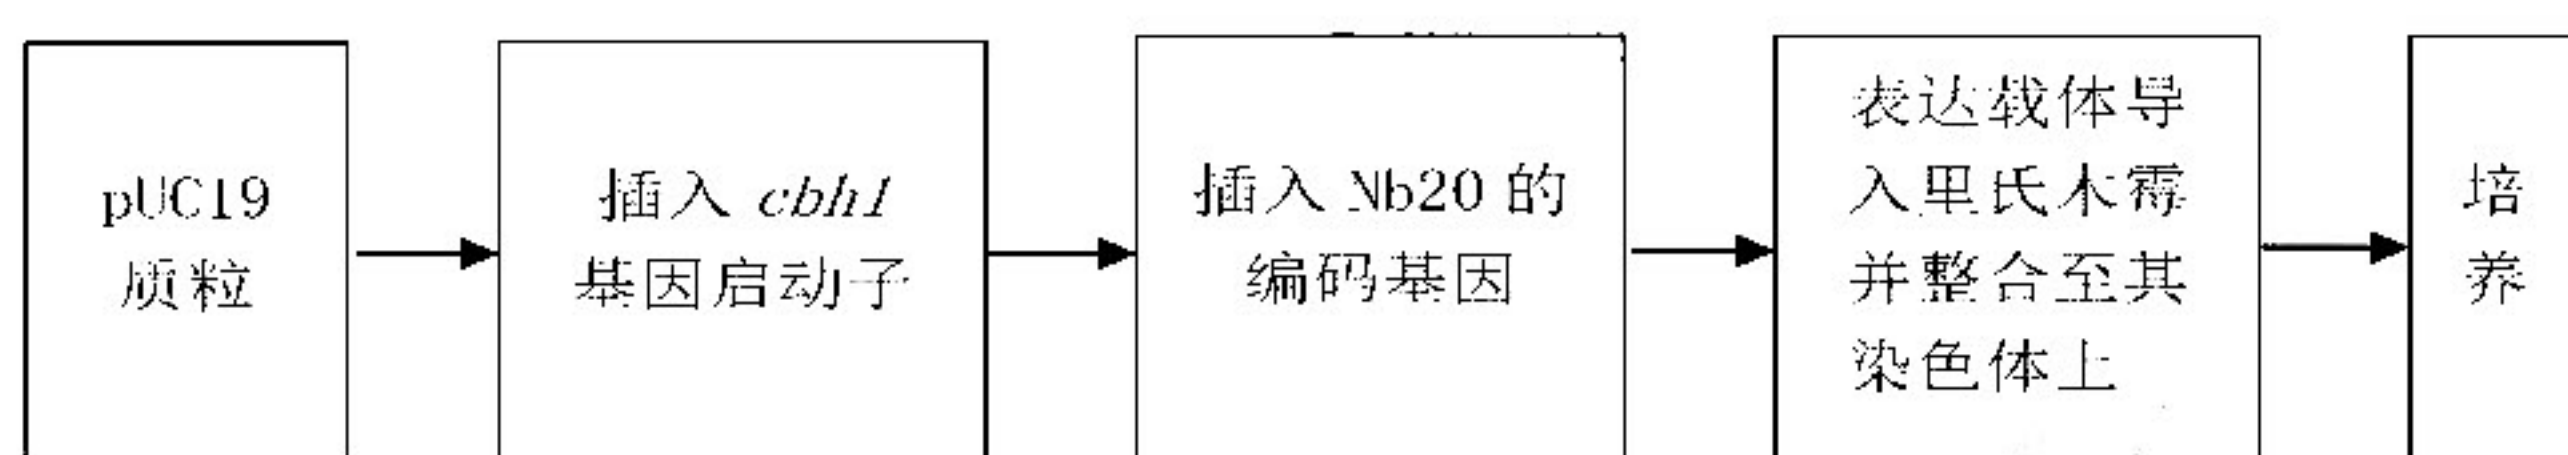 pUC19
质粒
插入 cbh1
基因启动子
插入 Nb20 的
编码基因
表达载体导
入里氏木霉
并整合至其
染色体上
培
养